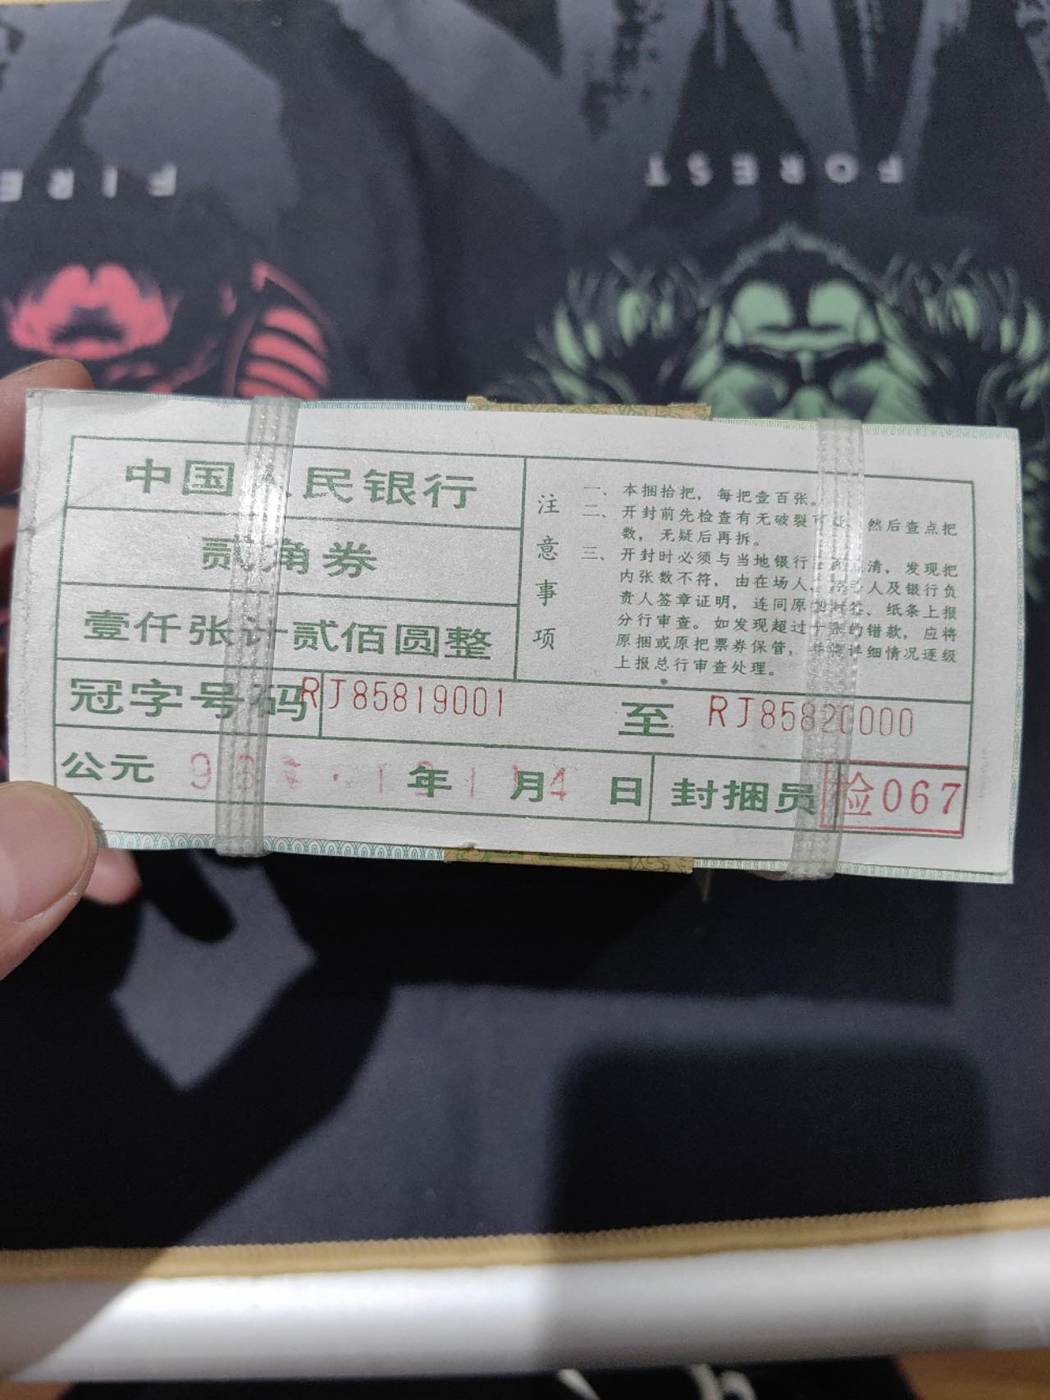 FIRE
FOREST
中国人民银行
贰角券
壹仟张计贰佰圆整
注意事项
一、本捆拾把，每把壹百张。
二、开封前先检查有无破裂 然后查点把
数，无疑后再拆。
三、开封时必须与当地银行 清，发现把
内张数不符，由在场人 人及银行负
责人签章证明，连同原 、纸条上报
分行审查。如发现超过十张的错款，应将
原捆或原把票券保管， 详细情况逐级
上报总行审查处理。
冠字号码 RJ85819001 至 RJ85820000
公元 年 月 4 日 封捆员 检067